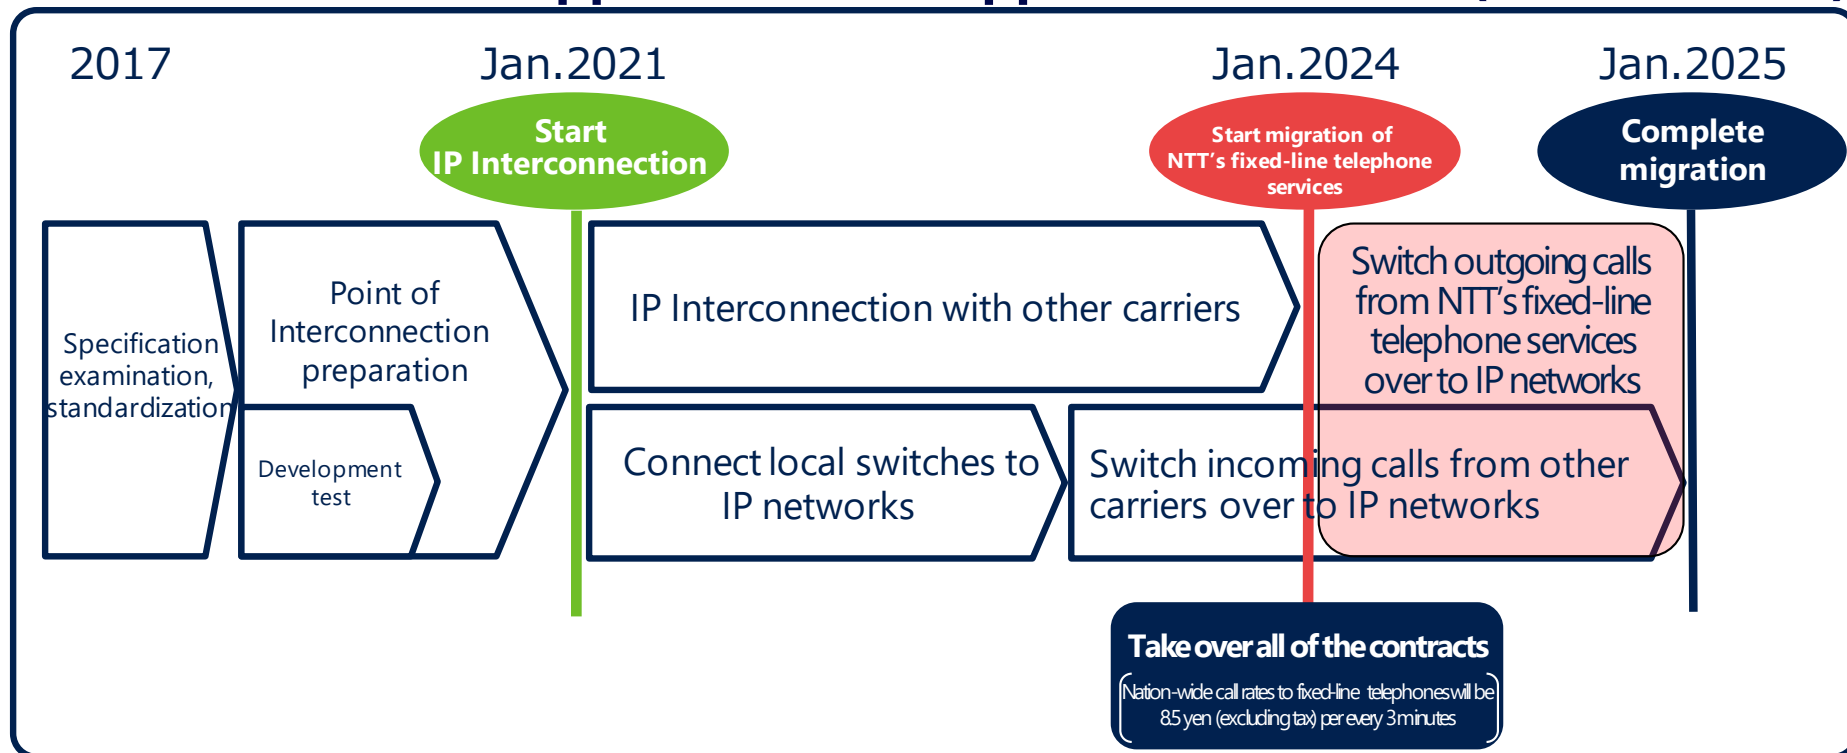 2017
Jan.2021
Jan.2024
Jan.2025
Start
IP Interconnection
Start migration of
NTT's fixed-line telephone
services
Complete
migration
Specification
examination,
standardization
Point of
Interconnection
preparation
Development
test
IP Interconnection with other carriers
Connect local switches to
IP networks
Switch outgoing calls
from NTT's fixed-line
telephone services
over to IP networks
Switch incoming calls from other
carriers over to IP networks
Take over all of the contracts
Nation-wide call rates to fixed-line telephones will be
8.5 yen (excluding tax) per every 3 minutes